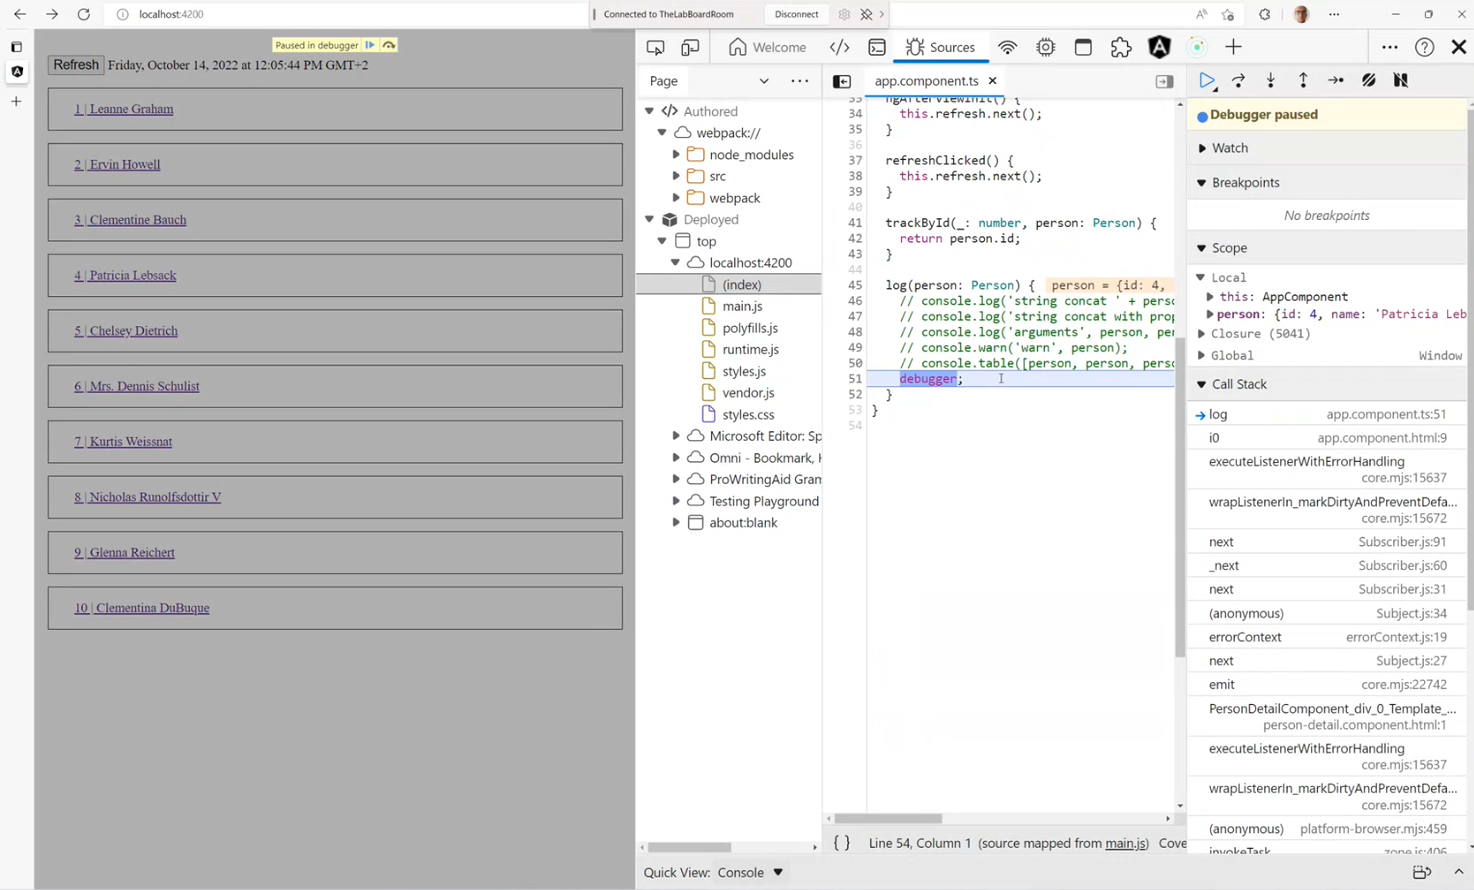 localhost:4200
Connected to TheLabBoardRoom
Disconnect
Paused in debugger
Refresh
Friday, October 14, 2022 at 12:05:44 PM GMT+2
1 | Leanne Graham
2 | Ervin Howell
3 | Clementine Bauch
4 | Patricia Lebsack
5 | Chelsey Dietrich
6 | Mrs. Dennis Schulist
7 | Kurtis Weissnat
8 | Nicholas Runolfsdottir V
9 | Glenna Reichert
10 | Clementina DuBuque
Welcome
Sources
Page
Authored
webpack://
node_modules
src
webpack
Deployed
top
localhost:4200
(index)
main.js
polyfills.js
runtime.js
styles.js
vendor.js
styles.css
Microsoft Editor: Sp
Omni - Bookmark, H
ProWritingAid Gran
Testing Playground
about:blank
app.component.ts
33 ngAfterViewInit() {
34 this.refresh.next();
35 }
36
37 refreshClicked() {
38 this.refresh.next();
39 }
40
41 trackById(_: number, person: Person) {
42 return person.id;
43 }
44
45 log(person: Person) { person = {id: 4,
46 // console.log('string concat ' + perso
47 // console.log('string concat with prop
48 // console.log('arguments', person, per
49 // console.warn('warn', person);
50 // console.table([person, person, perso
51 debugger;
52 }
53 }
54
{ } Line 54, Column 1 (source mapped from main.js) Cove
Debugger paused
Watch
Breakpoints
No breakpoints
Scope
Local
this: AppComponent
person: {id: 4, name: 'Patricia Leb
Closure (5041)
Global Window
Call Stack
log app.component.ts:51
i0 app.component.html:9
executeListenerWithErrorHandling
core.mjs:15637
wrapListenerIn_markDirtyAndPreventDefa...
core.mjs:15672
next Subscriber.js:91
_next Subscriber.js:60
next Subscriber.js:31
(anonymous) Subject.js:34
errorContext errorContext.js:19
next Subject.js:27
emit core.mjs:22742
PersonDetailComponent_div_0_Template_...
person-detail.component.html:1
executeListenerWithErrorHandling
core.mjs:15637
wrapListenerIn_markDirtyAndPreventDefa...
core.mjs:15672
(anonymous) platform-browser.mjs:459
invokeTask zone.js:406
Quick View: Console